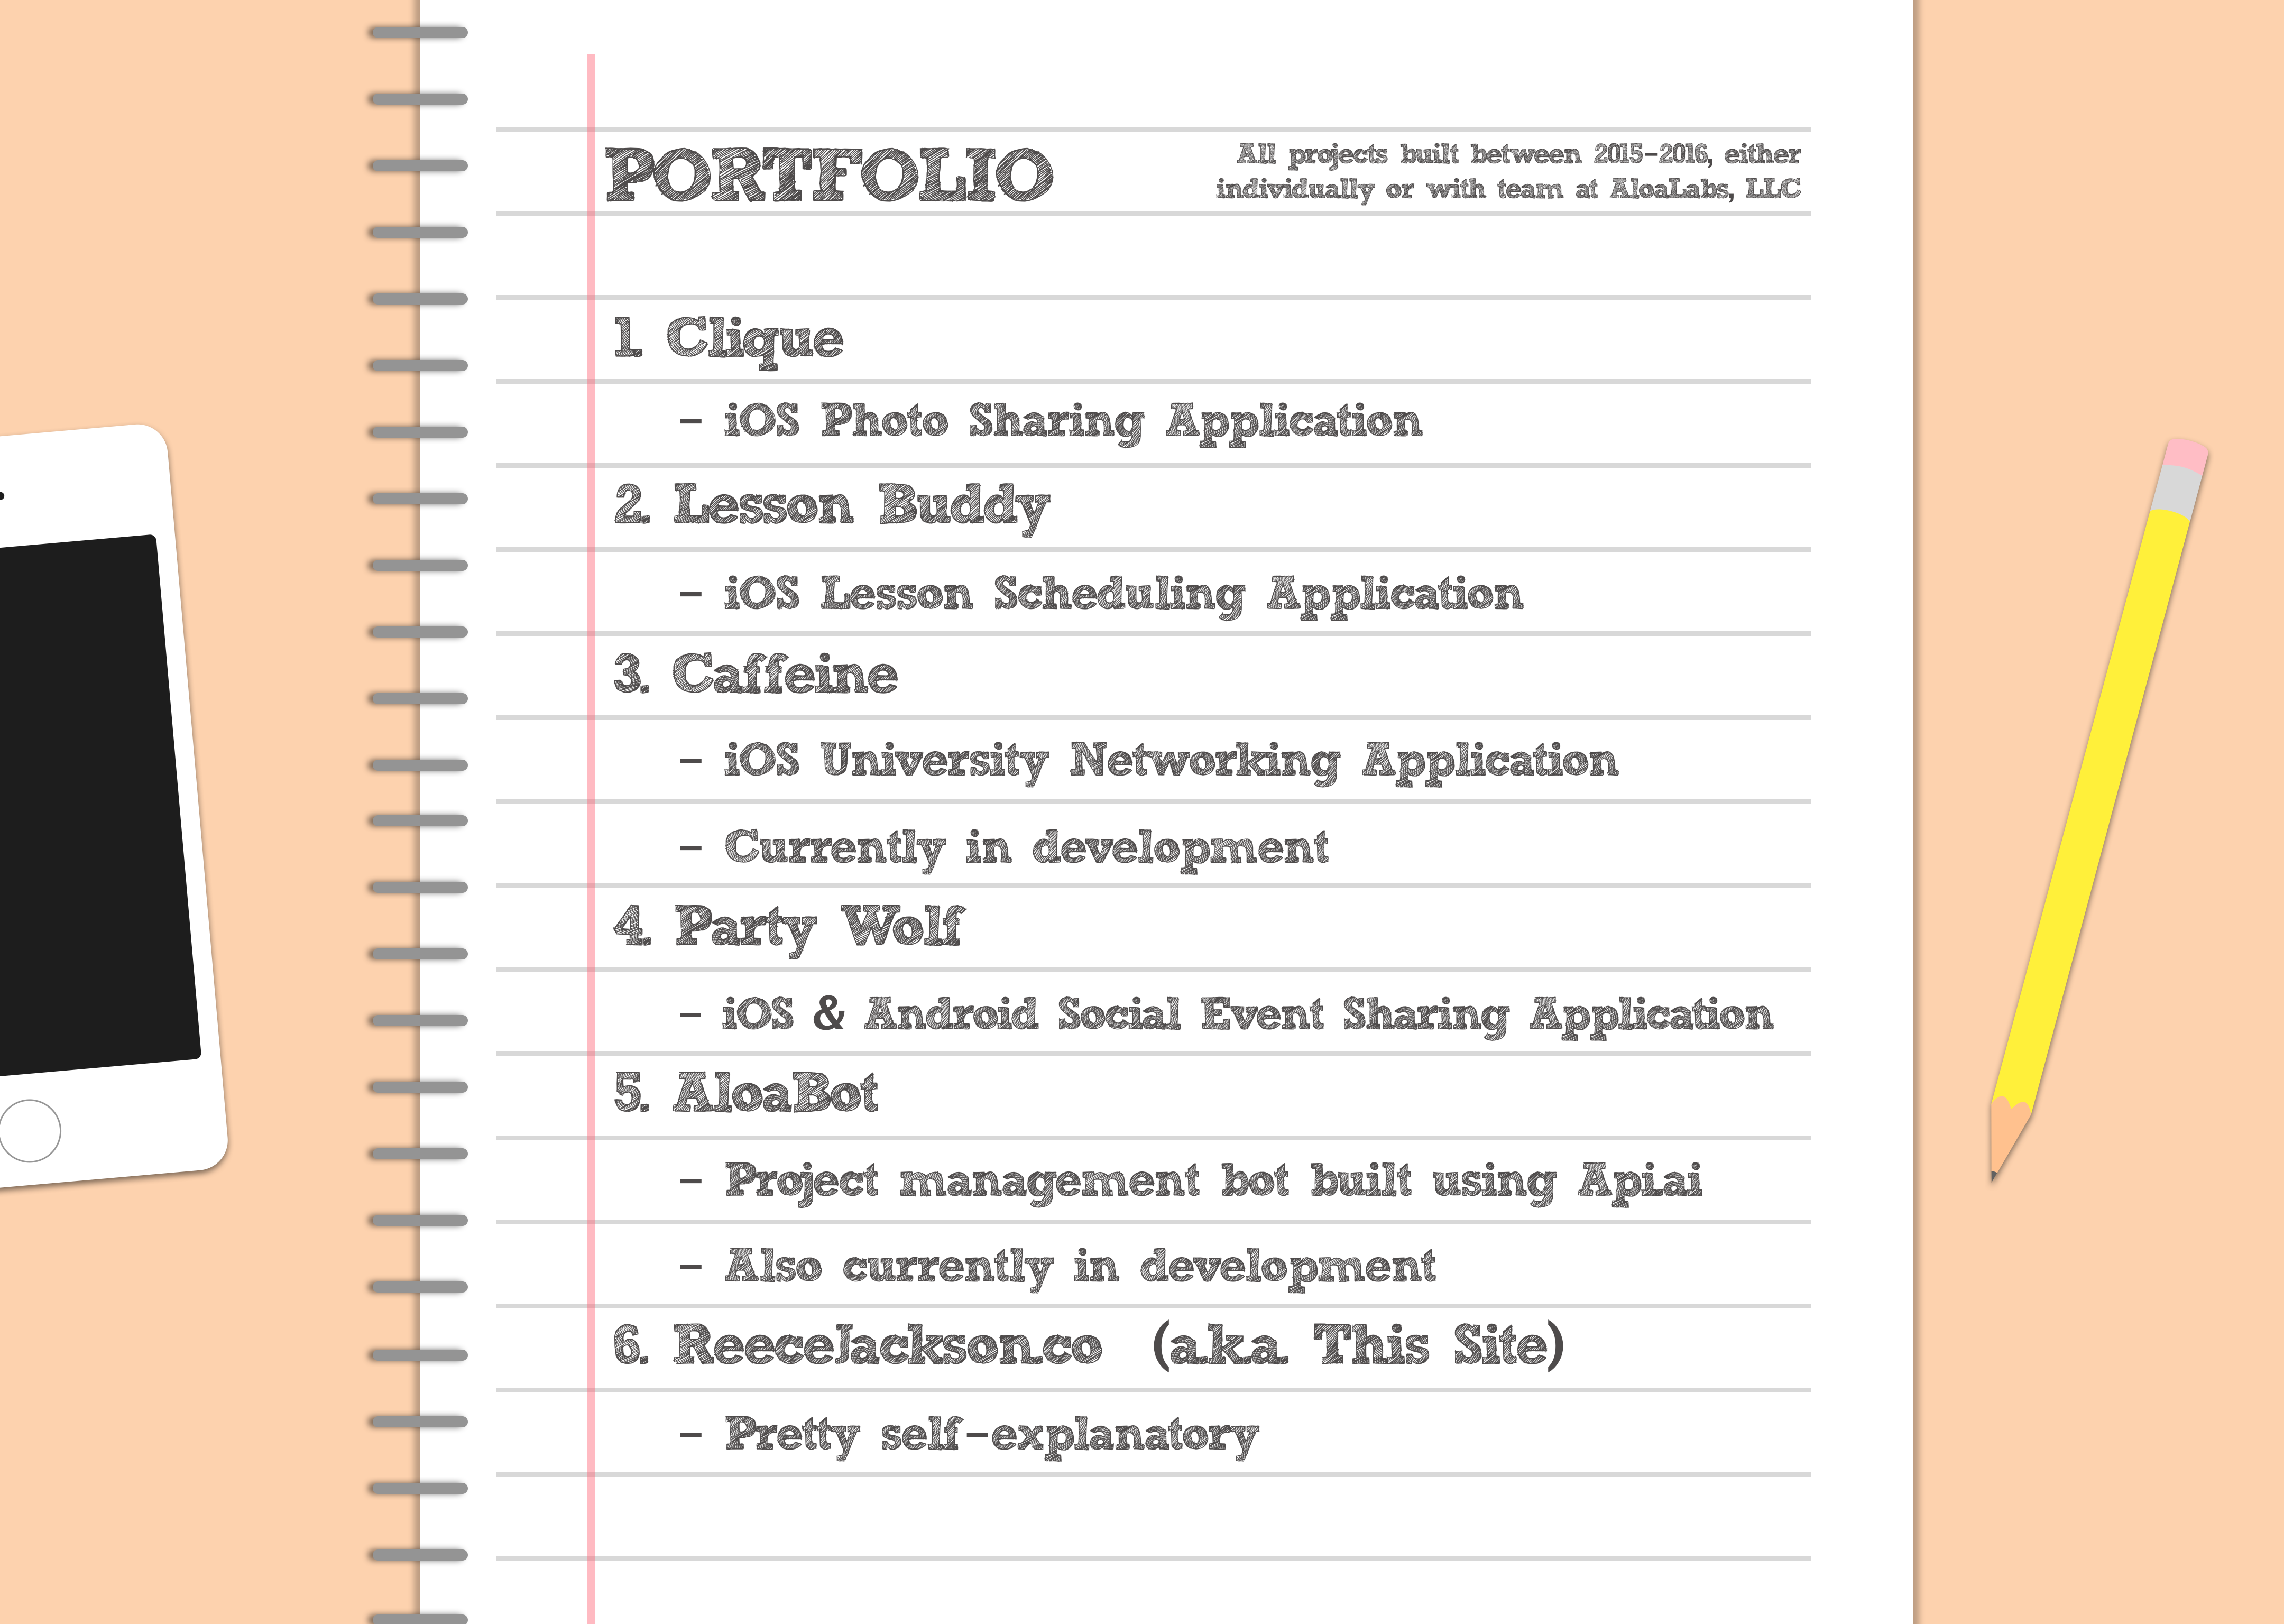 PORTFOLIO
All projects built between 2015-2016, either
individually or with team at AloaLabs, LLC
1. Clique
- iOS Photo Sharing Application
2. Lesson Buddy
- iOS Lesson Scheduling Application
3. Caffeine
- iOS University Networking Application
- Currently in development
4. Party Wolf
- iOS & Android Social Event Sharing Application
5. AloaBot
- Project management bot built using Api.ai
- Also currently in development
6. ReeceJackson.co (a.k.a. This Site)
- Pretty self-explanatory